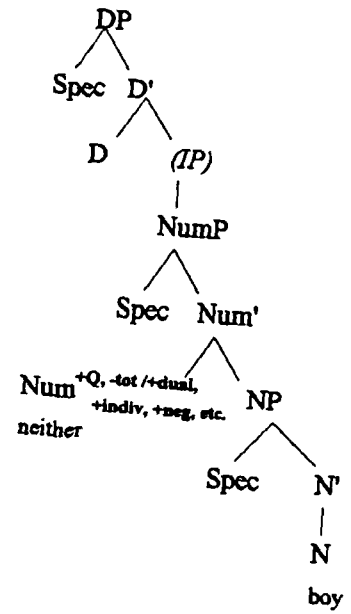 DP
Spec D'
D (IP)
NumP
Spec Num'
Num +Q, -tot /+dual, NP
+indiv, +neg, etc.
neither
Spec N'
N
boy